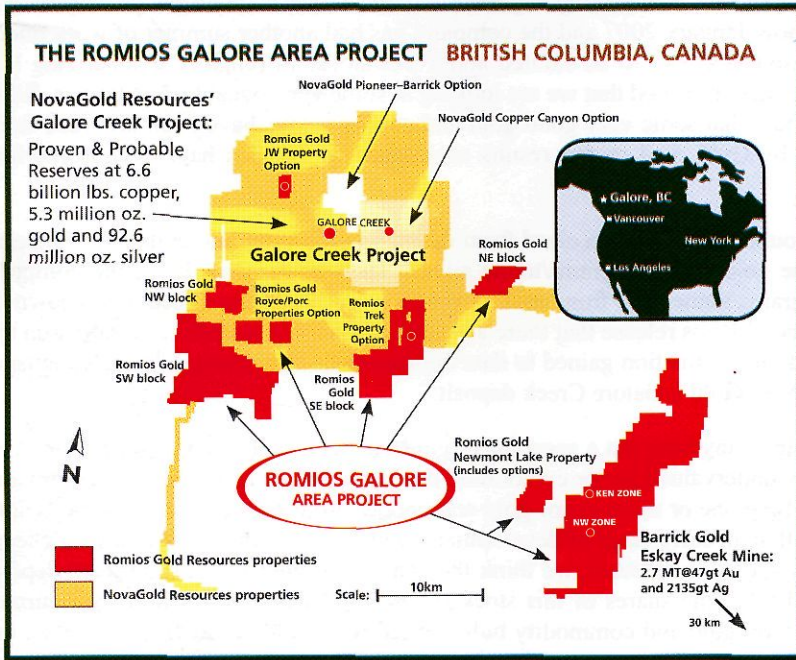 THE ROMIOS GALORE AREA PROJECT BRITISH COLUMBIA, CANADA
NovaGold Pioneer–Barrick Option
NovaGold Resources'
Galore Creek Project:
Proven & Probable
Reserves at 6.6
billion lbs. copper,
5.3 million oz.
gold and 92.6
million oz. silver
NovaGold Copper Canyon Option
Romios Gold
JW Property
Option
GALORE CREEK
Galore Creek Project
Romios Gold
NE block
Galore, BC
Vancouver
New York
Los Angeles
Romios Gold
NW block
Romios Gold
Royce/Porc
Properties Option
Romios
Trek
Property
Option
Romios Gold
SW block
Romios
Gold
SE block
N
ROMIOS GALORE
AREA PROJECT
Romios Gold
Newmont Lake Property
(includes options)
KEN ZONE
NW ZONE
Barrick Gold
Eskay Creek Mine:
2.7 MT@47gt Au
and 2135gt Ag
30 km
Romios Gold Resources properties
NovaGold Resources properties
Scale: 10km